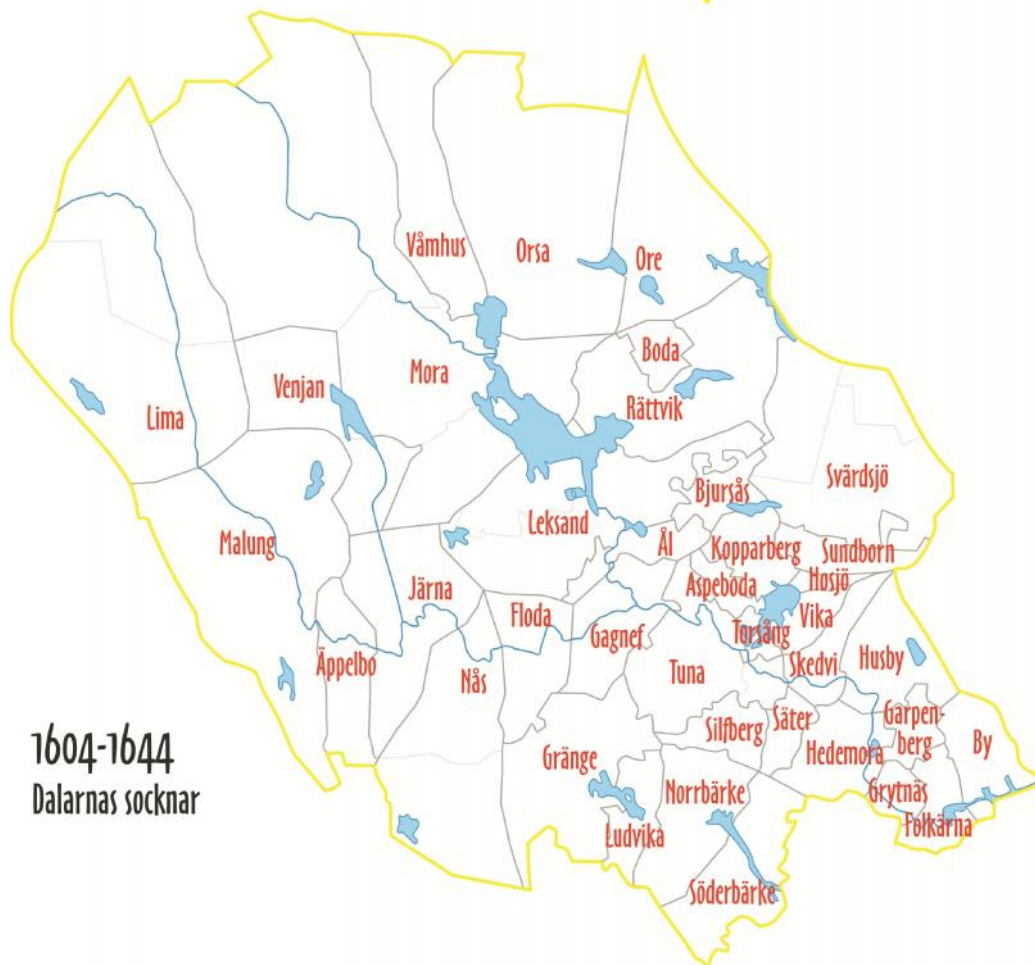 Våmhus
Orsa
Ore
Boda
Mora
Venjan
Rättvik
Lima
Svärdsjö
Bjursås
Leksand
Malung
Ål
Kopparberg
Sundborn
Hosjö
Aspeboda
Järna
Floda
Vika
Gagnef
Torsång
Äppelbo
Nås
Tuna
Skedvi
Husby
Silfberg
Säter
Garpen-
berg
By
Hedemora
Gränge
Norrbärke
Grytnäs
Folkärna
Ludvika
Söderbärke
1604-1644
Dalarnas socknar